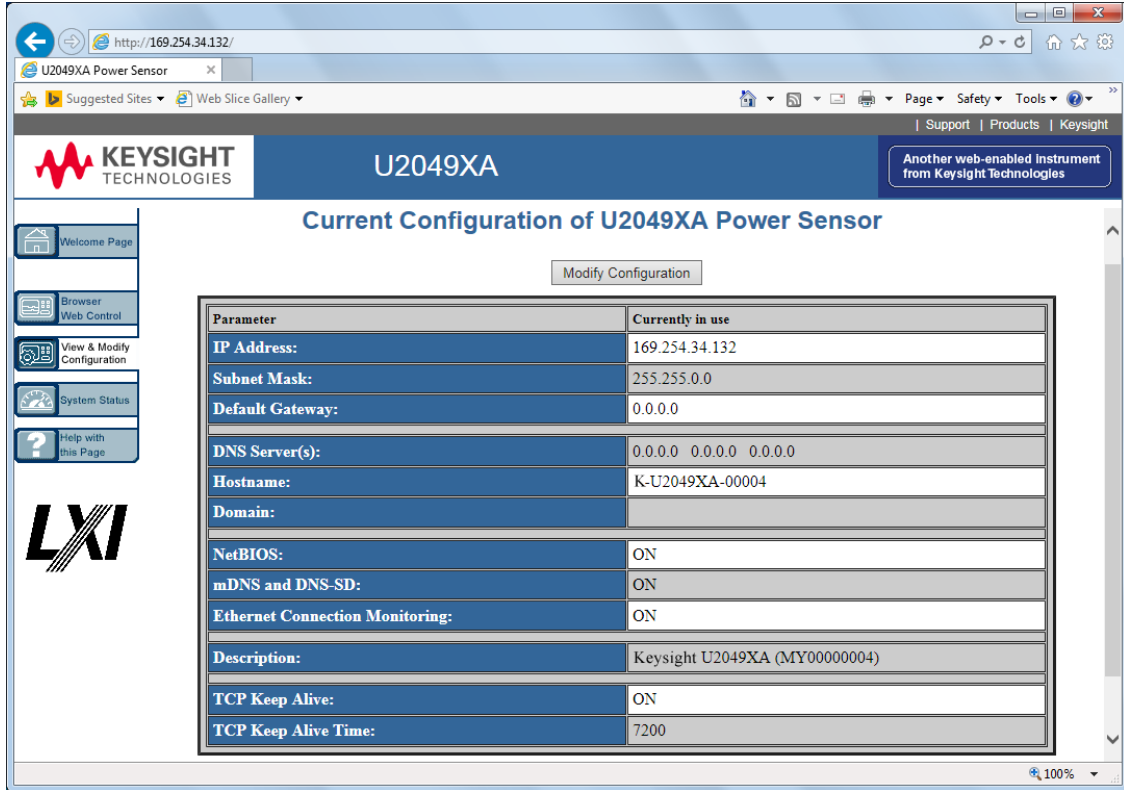 http://169.254.34.132/
U2049XA Power Sensor
Suggested Sites
Web Slice Gallery
Page Safety Tools
| Support | Products | Keysight
KEYSIGHT
TECHNOLOGIES
U2049XA
Another web-enabled instrument
from Keysight Technologies
Current Configuration of U2049XA Power Sensor
Modify Configuration
Welcome Page
Browser
Web Control
View & Modify
Configuration
System Status
Help with
this Page
LXI
Parameter Currently in use
IP Address: 169.254.34.132
Subnet Mask: 255.255.0.0
Default Gateway: 0.0.0.0
DNS Server(s): 0.0.0.0 0.0.0.0 0.0.0.0
Hostname: K-U2049XA-00004
Domain:
NetBIOS: ON
mDNS and DNS-SD: ON
Ethernet Connection Monitoring: ON
Description: Keysight U2049XA (MY00000004)
TCP Keep Alive: ON
TCP Keep Alive Time: 7200
100%